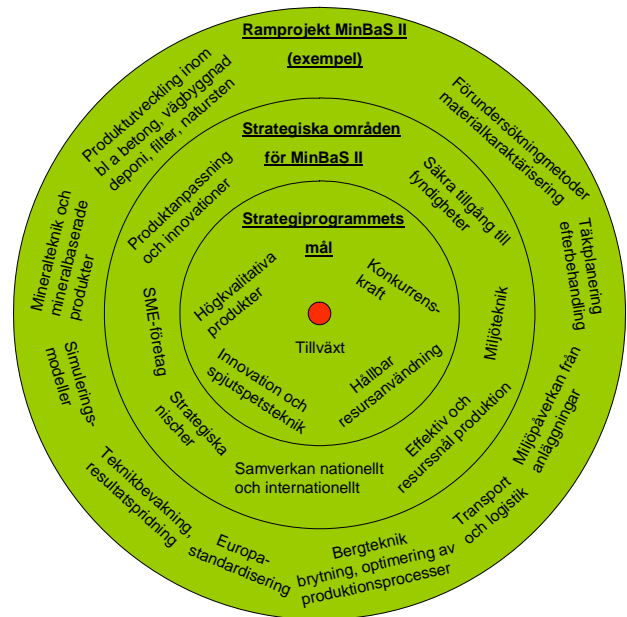 Ramprojekt MinBaS II
(exempel)
Produktutveckling inom
bl a betong, vägbyggnad
deponi, filter, natursten
Förundersökningmetoder
materialkaraktärisering
Täktplanering
efterbehandling
Miljöpåverkan från
anläggningar
Transport
och logistik
Bergteknik
brytning, optimering av
produktionsprocesser
Europa-
standardisering
Teknikbevakning,
resultatspridning
Simulerings-
modeller
Mineralteknik och
mineralbaserade
produkter
Strategiska områden
för MinBaS II
Produktanpassning
och innovationer
Säkra tillgång till
fyndigheter
Miljöteknik
Effektiv och
resurssnål produktion
Samverkan nationellt
och internationellt
Strategiska
nischer
SME-företag
Strategiprogrammets
mål
Högkvalitativa
produkter
Konkurrens-
kraft
Tillväxt
Hållbar
resursanvändning
Innovation och
spjutspetsteknik